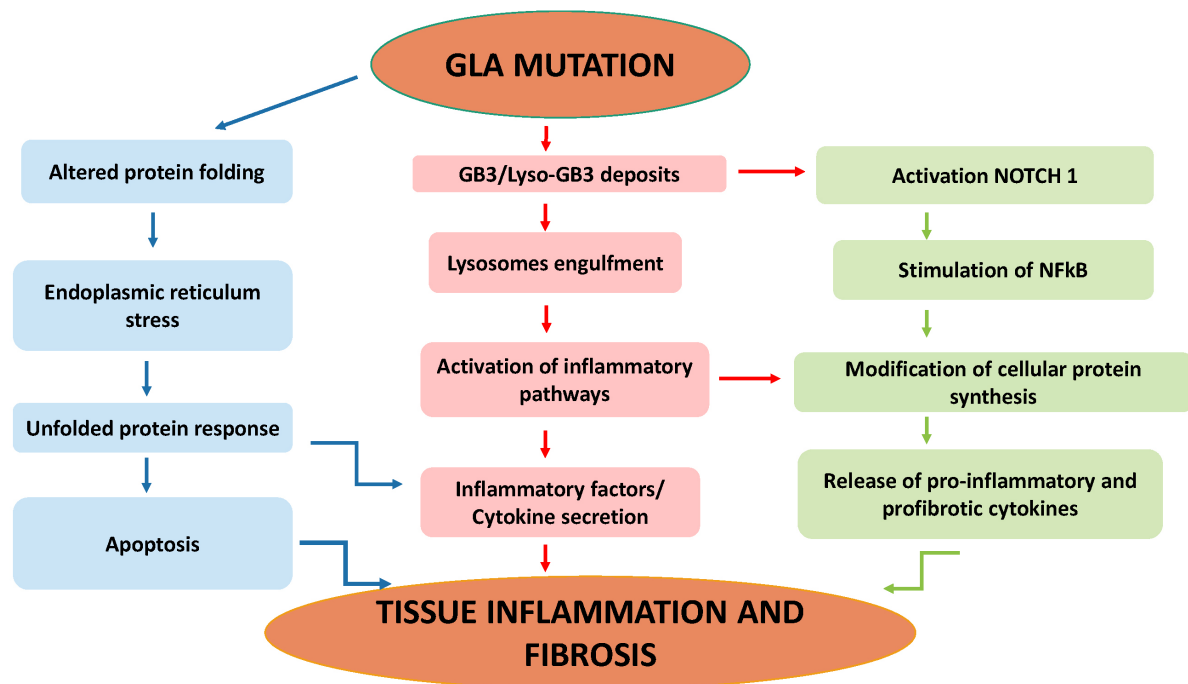 GLA MUTATION
Altered protein folding
GB3/Lyso-GB3 deposits
Activation NOTCH 1
Endoplasmic reticulum
stress
Lysosomes engulfment
Stimulation of NFkB
Activation of inflammatory
pathways
Modification of cellular protein
synthesis
Unfolded protein response
Inflammatory factors/
Cytokine secretion
Release of pro-inflammatory and
profibrotic cytokines
Apoptosis
TISSUE INFLAMMATION AND
FIBROSIS